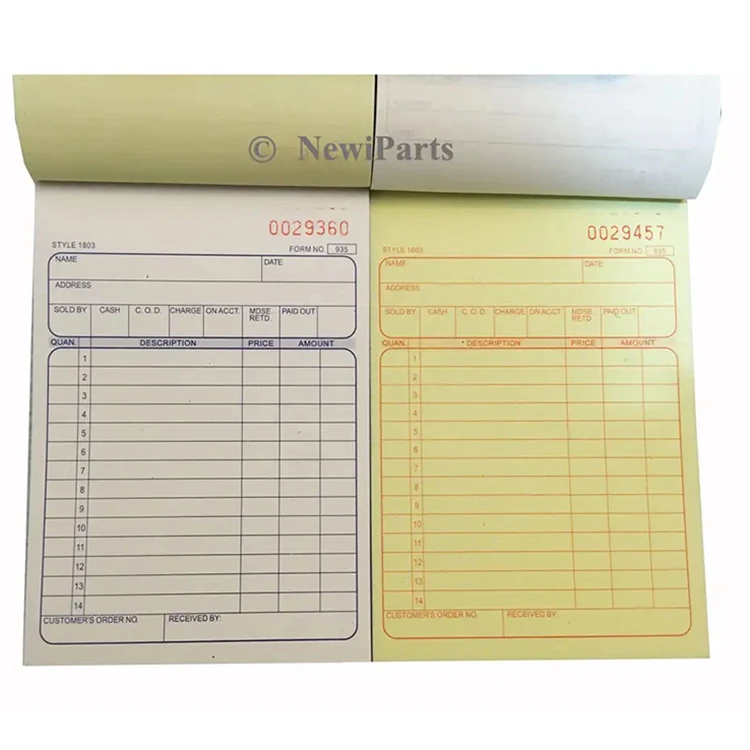 © NewiParts
0029360
STYLE 1803
FORM NO. 935
NAME
DATE
ADDRESS
SOLD BY CASH C. O. D. CHARGE ON ACCT. MDSE. RETD. PAID OUT
QUAN. DESCRIPTION PRICE AMOUNT
1
2
3
4
5
6
7
8
9
10
11
12
13
14
CUSTOMER'S ORDER NO. RECEIVED BY:
0029457
STYLE 1803
FORM NO. 935
NAME
DATE
ADDRESS
SOLD BY CASH C. O. D. CHARGE ON ACCT. MDSE. RETD. PAID OUT
QUAN. DESCRIPTION PRICE AMOUNT
1
2
3
4
5
6
7
8
9
10
11
12
13
14
CUSTOMER'S ORDER NO. RECEIVED BY: